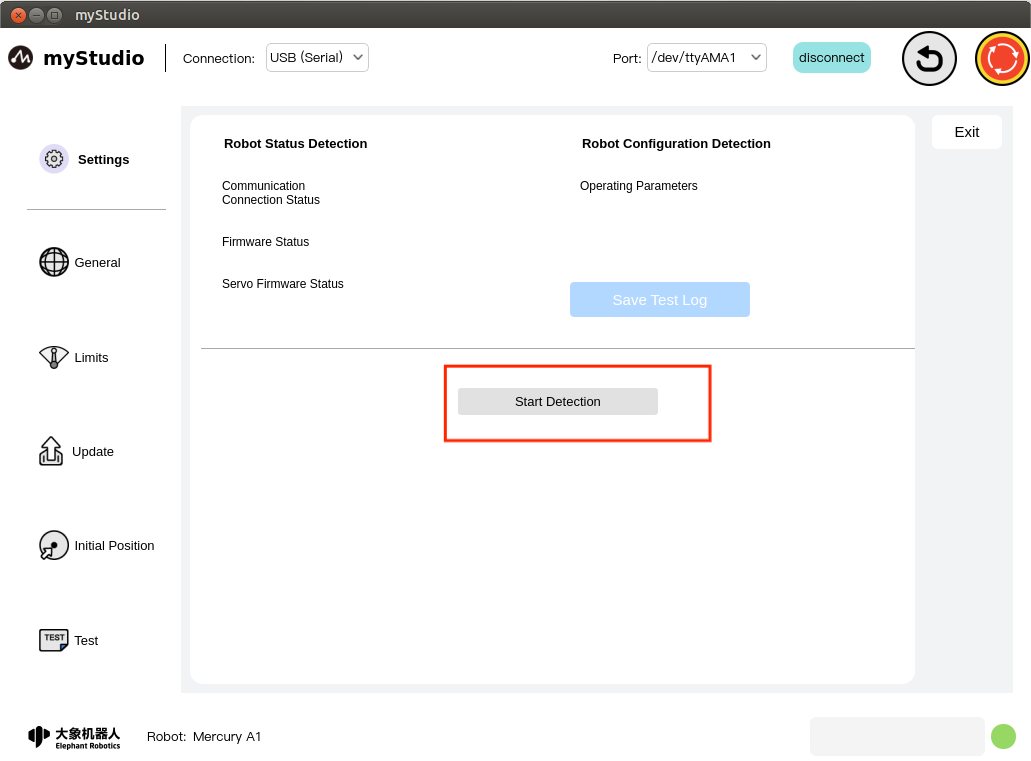 myStudio
myStudio
Connection:
USB (Serial)
Port:
/dev/ttyAMA1
disconnect
Settings
General
Limits
Update
Initial Position
TEST
Test
Robot Status Detection
Communication
Connection Status
Firmware Status
Servo Firmware Status
Robot Configuration Detection
Operating Parameters
Save Test Log
Start Detection
Exit
大象机器人
Elephant Robotics
Robot: Mercury A1